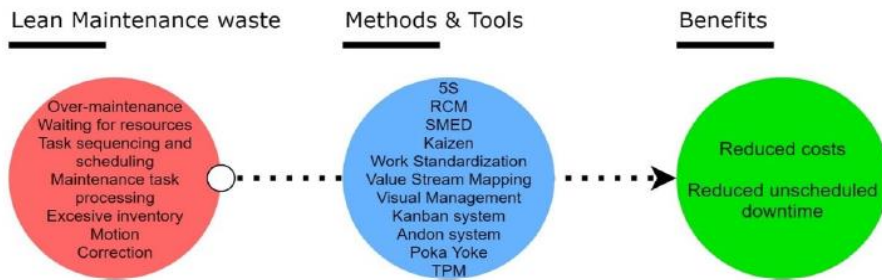 Lean Maintenance waste
Over-maintenance
Waiting for resources
Task sequencing and
scheduling
Maintenance task
processing
Excesive inventory
Motion
Correction
Methods & Tools
5S
RCM
SMED
Kaizen
Work Standardization
Value Stream Mapping
Visual Management
Kanban system
Andon system
Poka Yoke
TPM
Benefits
Reduced costs
Reduced unscheduled
downtime